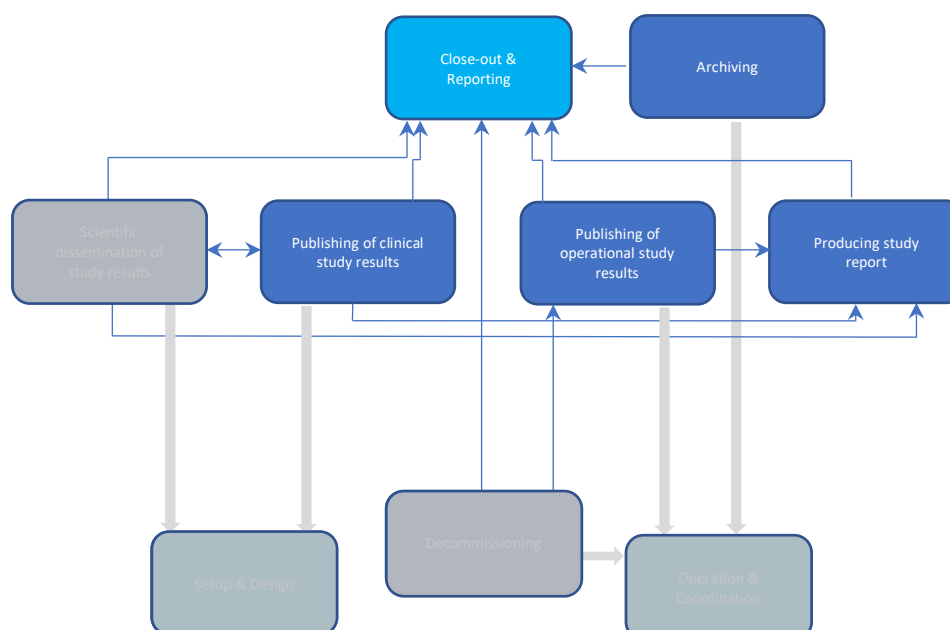 Close-out &
Reporting
Archiving
Scientific
dissemination of
study results
Publishing of clinical
study results
Publishing of
operational study
results
Producing study
report
Decommissioning
Setup & Design
Operation &
Coordination